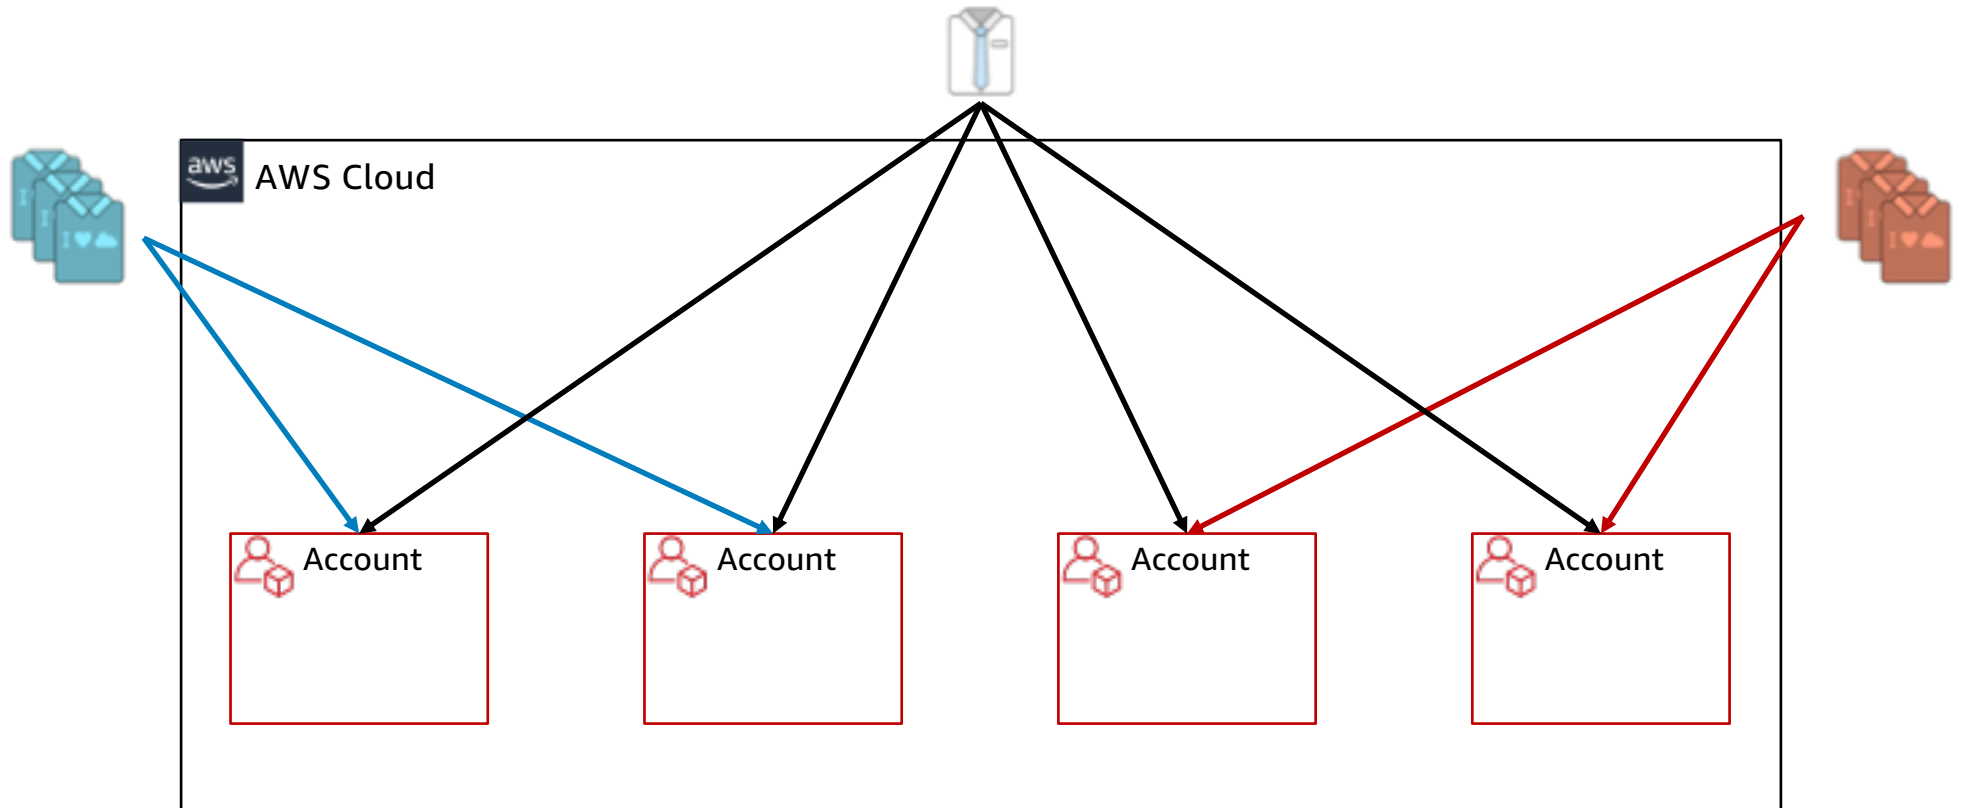 aws
AWS Cloud
I
I
I ♥
I
I
I ♥
Account
Account
Account
Account